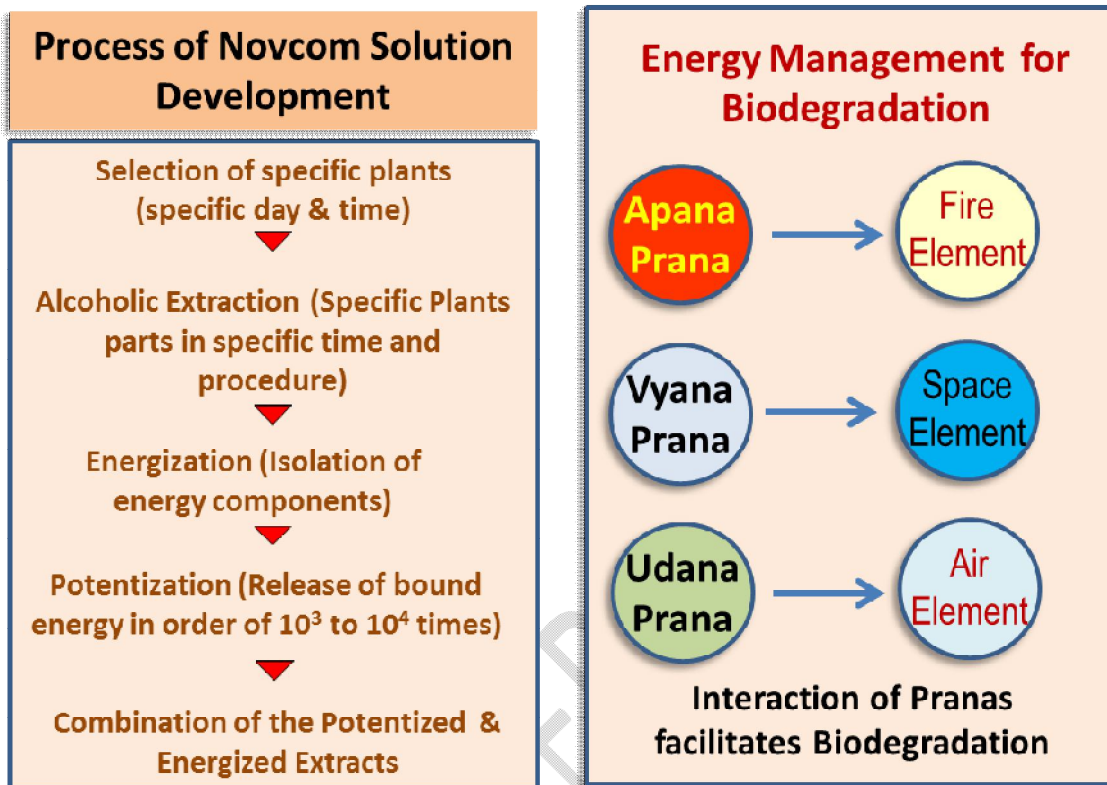 Process of Novcom Solution
Development
Selection of specific plants
(specific day & time)
Alcoholic Extraction (Specific Plants
parts in specific time and
procedure)
Energization (Isolation of
energy components)
Potentization (Release of bound
energy in order of 10³ to 10⁴ times)
Combination of the Potentized &
Energized Extracts
Energy Management for
Biodegradation
Apana
Prana
Fire
Element
Vyana
Prana
Space
Element
Udana
Prana
Air
Element
Interaction of Pranas
facilitates Biodegradation